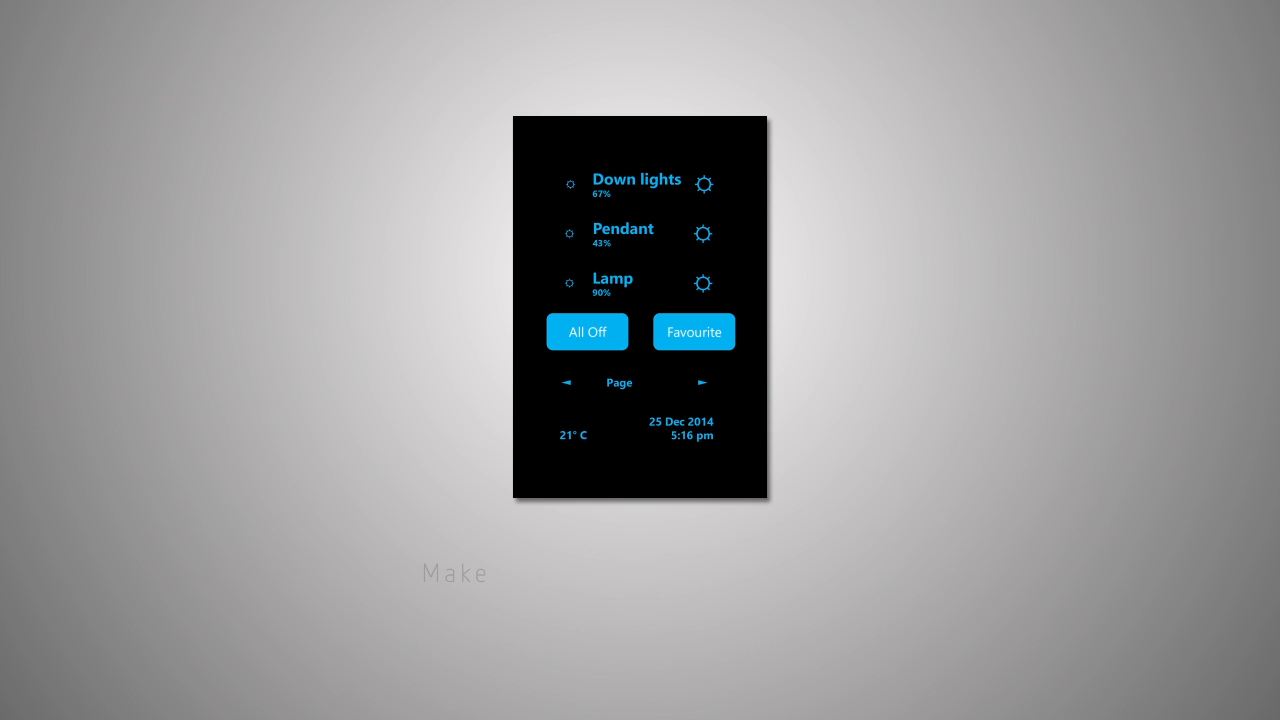 Down lights
67%
Pendant
43%
Lamp
90%
All Off
Favourite
◄ Page ►
25 Dec 2014
21° C
5:16 pm
Make